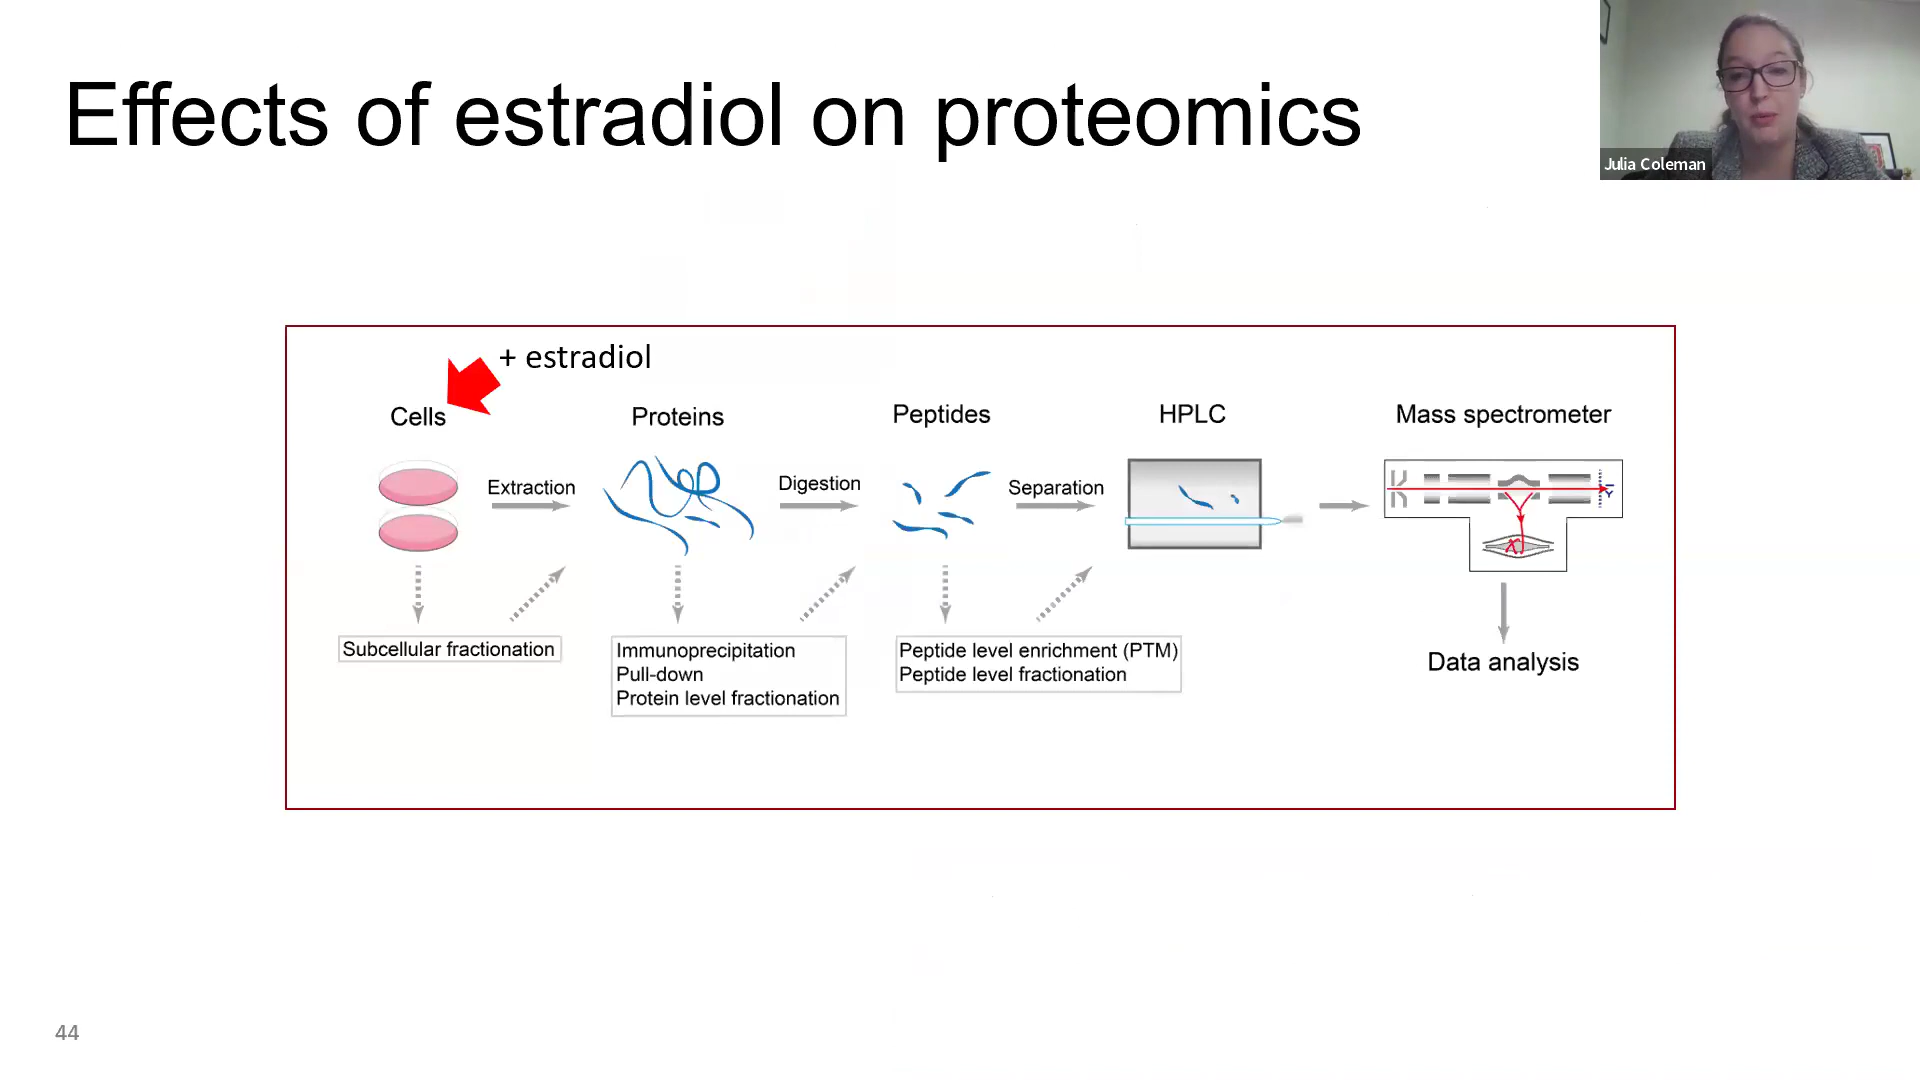 Effects of estradiol on proteomics
Julia Coleman
+ estradiol
Cells
Proteins
Peptides
HPLC
Mass spectrometer
Extraction
Digestion
Separation
Subcellular fractionation
Immunoprecipitation
Pull-down
Protein level fractionation
Peptide level enrichment (PTM)
Peptide level fractionation
Data analysis
44